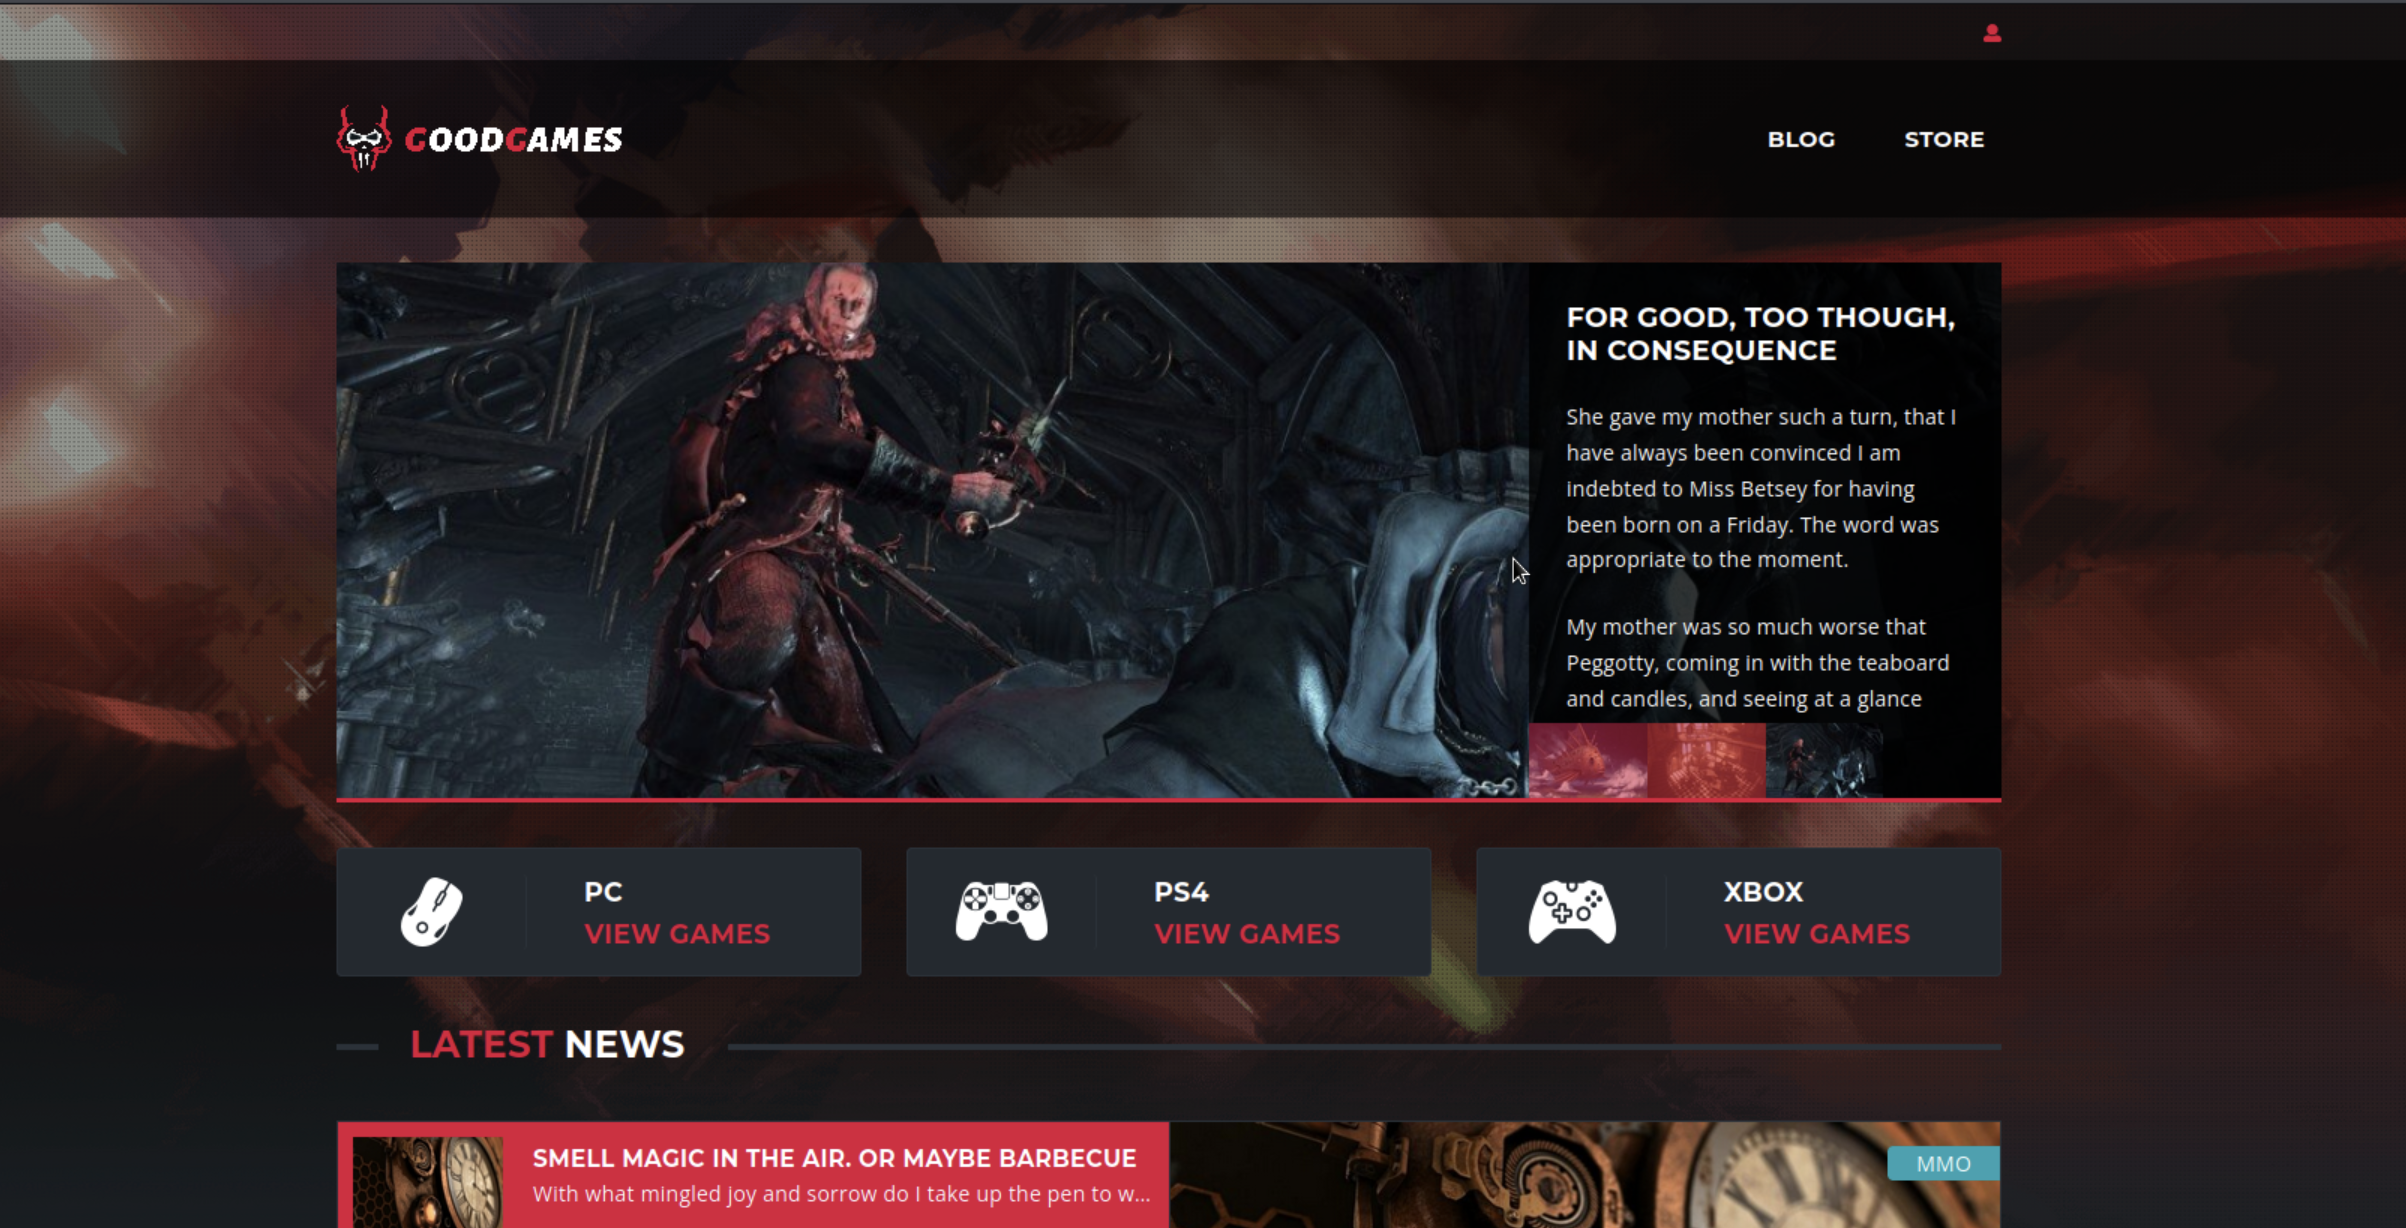 GOODGAMES
BLOG
STORE
FOR GOOD, TOO THOUGH,
IN CONSEQUENCE
She gave my mother such a turn, that I
have always been convinced I am
indebted to Miss Betsey for having
been born on a Friday. The word was
appropriate to the moment.
My mother was so much worse that
Peggotty, coming in with the teaboard
and candles, and seeing at a glance
PC
VIEW GAMES
PS4
VIEW GAMES
XBOX
VIEW GAMES
LATEST NEWS
SMELL MAGIC IN THE AIR. OR MAYBE BARBECUE
With what mingled joy and sorrow do I take up the pen to w...
MMO